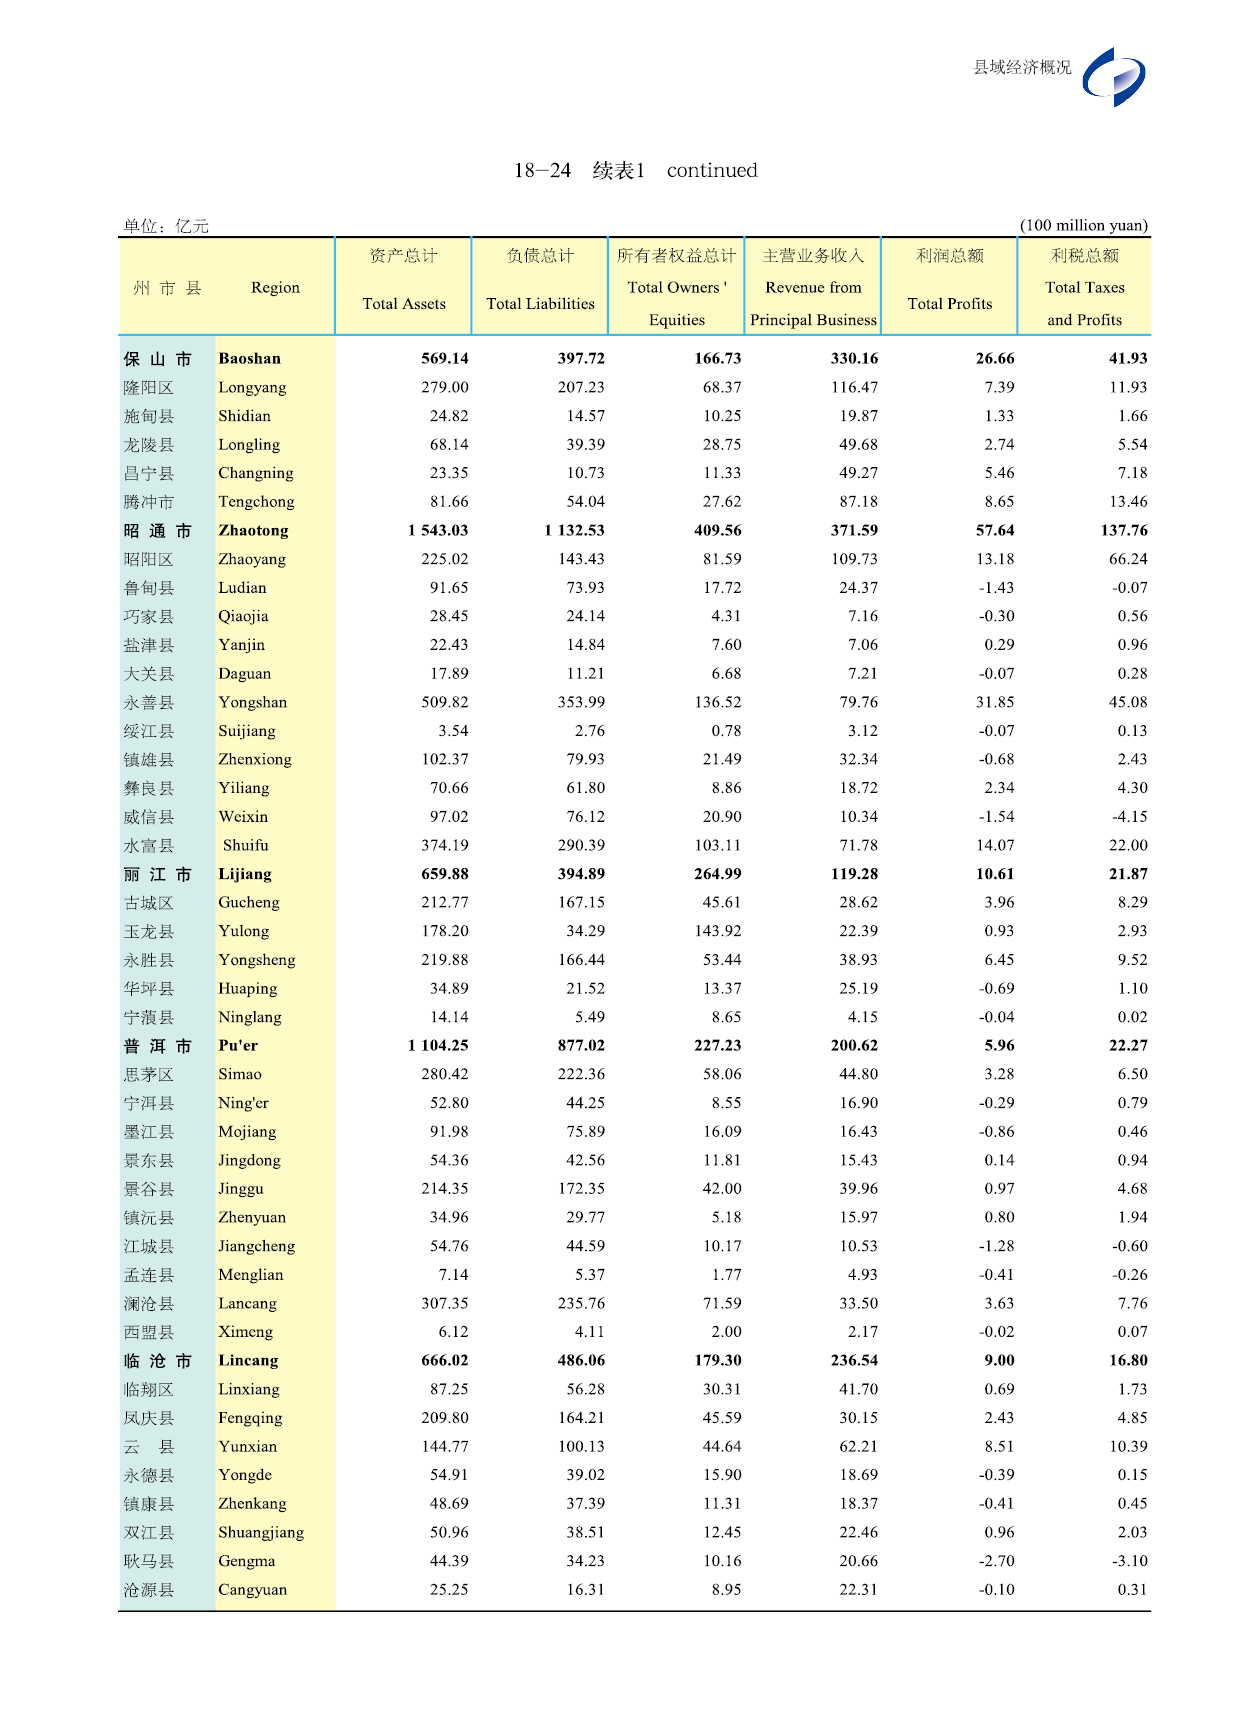 县域经济概况
18-24 续表1 continued
单位：亿元 (100 million yuan)
州 市 县 Region 资产总计 Total Assets 负债总计 Total Liabilities 所有者权益总计 Total Owners ' Equities 主营业务收入 Revenue from Principal Business 利润总额 Total Profits 利税总额 Total Taxes and Profits
保 山 市 Baoshan 569.14 397.72 166.73 330.16 26.66 41.93
隆阳区 Longyang 279.00 207.23 68.37 116.47 7.39 11.93
施甸县 Shidian 24.82 14.57 10.25 19.87 1.33 1.66
龙陵县 Longling 68.14 39.39 28.75 49.68 2.74 5.54
昌宁县 Changning 23.35 10.73 11.33 49.27 5.46 7.18
腾冲市 Tengchong 81.66 54.04 27.62 87.18 8.65 13.46
昭 通 市 Zhaotong 1 543.03 1 132.53 409.56 371.59 57.64 137.76
昭阳区 Zhaoyang 225.02 143.43 81.59 109.73 13.18 66.24
鲁甸县 Ludian 91.65 73.93 17.72 24.37 -1.43 -0.07
巧家县 Qiaojia 28.45 24.14 4.31 7.16 -0.30 0.56
盐津县 Yanjin 22.43 14.84 7.60 7.06 0.29 0.96
大关县 Daguan 17.89 11.21 6.68 7.21 -0.07 0.28
永善县 Yongshan 509.82 353.99 136.52 79.76 31.85 45.08
绥江县 Suijiang 3.54 2.76 0.78 3.12 -0.07 0.13
镇雄县 Zhenxiong 102.37 79.93 21.49 32.34 -0.68 2.43
彝良县 Yiliang 70.66 61.80 8.86 18.72 2.34 4.30
威信县 Weixin 97.02 76.12 20.90 10.34 -1.54 -4.15
水富县 Shuifu 374.19 290.39 103.11 71.78 14.07 22.00
丽 江 市 Lijiang 659.88 394.89 264.99 119.28 10.61 21.87
古城区 Gucheng 212.77 167.15 45.61 28.62 3.96 8.29
玉龙县 Yulong 178.20 34.29 143.92 22.39 0.93 2.93
永胜县 Yongsheng 219.88 166.44 53.44 38.93 6.45 9.52
华坪县 Huaping 34.89 21.52 13.37 25.19 -0.69 1.10
宁蒗县 Ninglang 14.14 5.49 8.65 4.15 -0.04 0.02
普 洱 市 Pu'er 1 104.25 877.02 227.23 200.62 5.96 22.27
思茅区 Simao 280.42 222.36 58.06 44.80 3.28 6.50
宁洱县 Ning'er 52.80 44.25 8.55 16.90 -0.29 0.79
墨江县 Mojiang 91.98 75.89 16.09 16.43 -0.86 0.46
景东县 Jingdong 54.36 42.56 11.81 15.43 0.14 0.94
景谷县 Jinggu 214.35 172.35 42.00 39.96 0.97 4.68
镇沅县 Zhenyuan 34.96 29.77 5.18 15.97 0.80 1.94
江城县 Jiangcheng 54.76 44.59 10.17 10.53 -1.28 -0.60
孟连县 Menglian 7.14 5.37 1.77 4.93 -0.41 -0.26
澜沧县 Lancang 307.35 235.76 71.59 33.50 3.63 7.76
西盟县 Ximeng 6.12 4.11 2.00 2.17 -0.02 0.07
临 沧 市 Lincang 666.02 486.06 179.30 236.54 9.00 16.80
临翔区 Linxiang 87.25 56.28 30.31 41.70 0.69 1.73
凤庆县 Fengqing 209.80 164.21 45.59 30.15 2.43 4.85
云 县 Yunxian 144.77 100.13 44.64 62.21 8.51 10.39
永德县 Yongde 54.91 39.02 15.90 18.69 -0.39 0.15
镇康县 Zhenkang 48.69 37.39 11.31 18.37 -0.41 0.45
双江县 Shuangjiang 50.96 38.51 12.45 22.46 0.96 2.03
耿马县 Gengma 44.39 34.23 10.16 20.66 -2.70 -3.10
沧源县 Cangyuan 25.25 16.31 8.95 22.31 -0.10 0.31